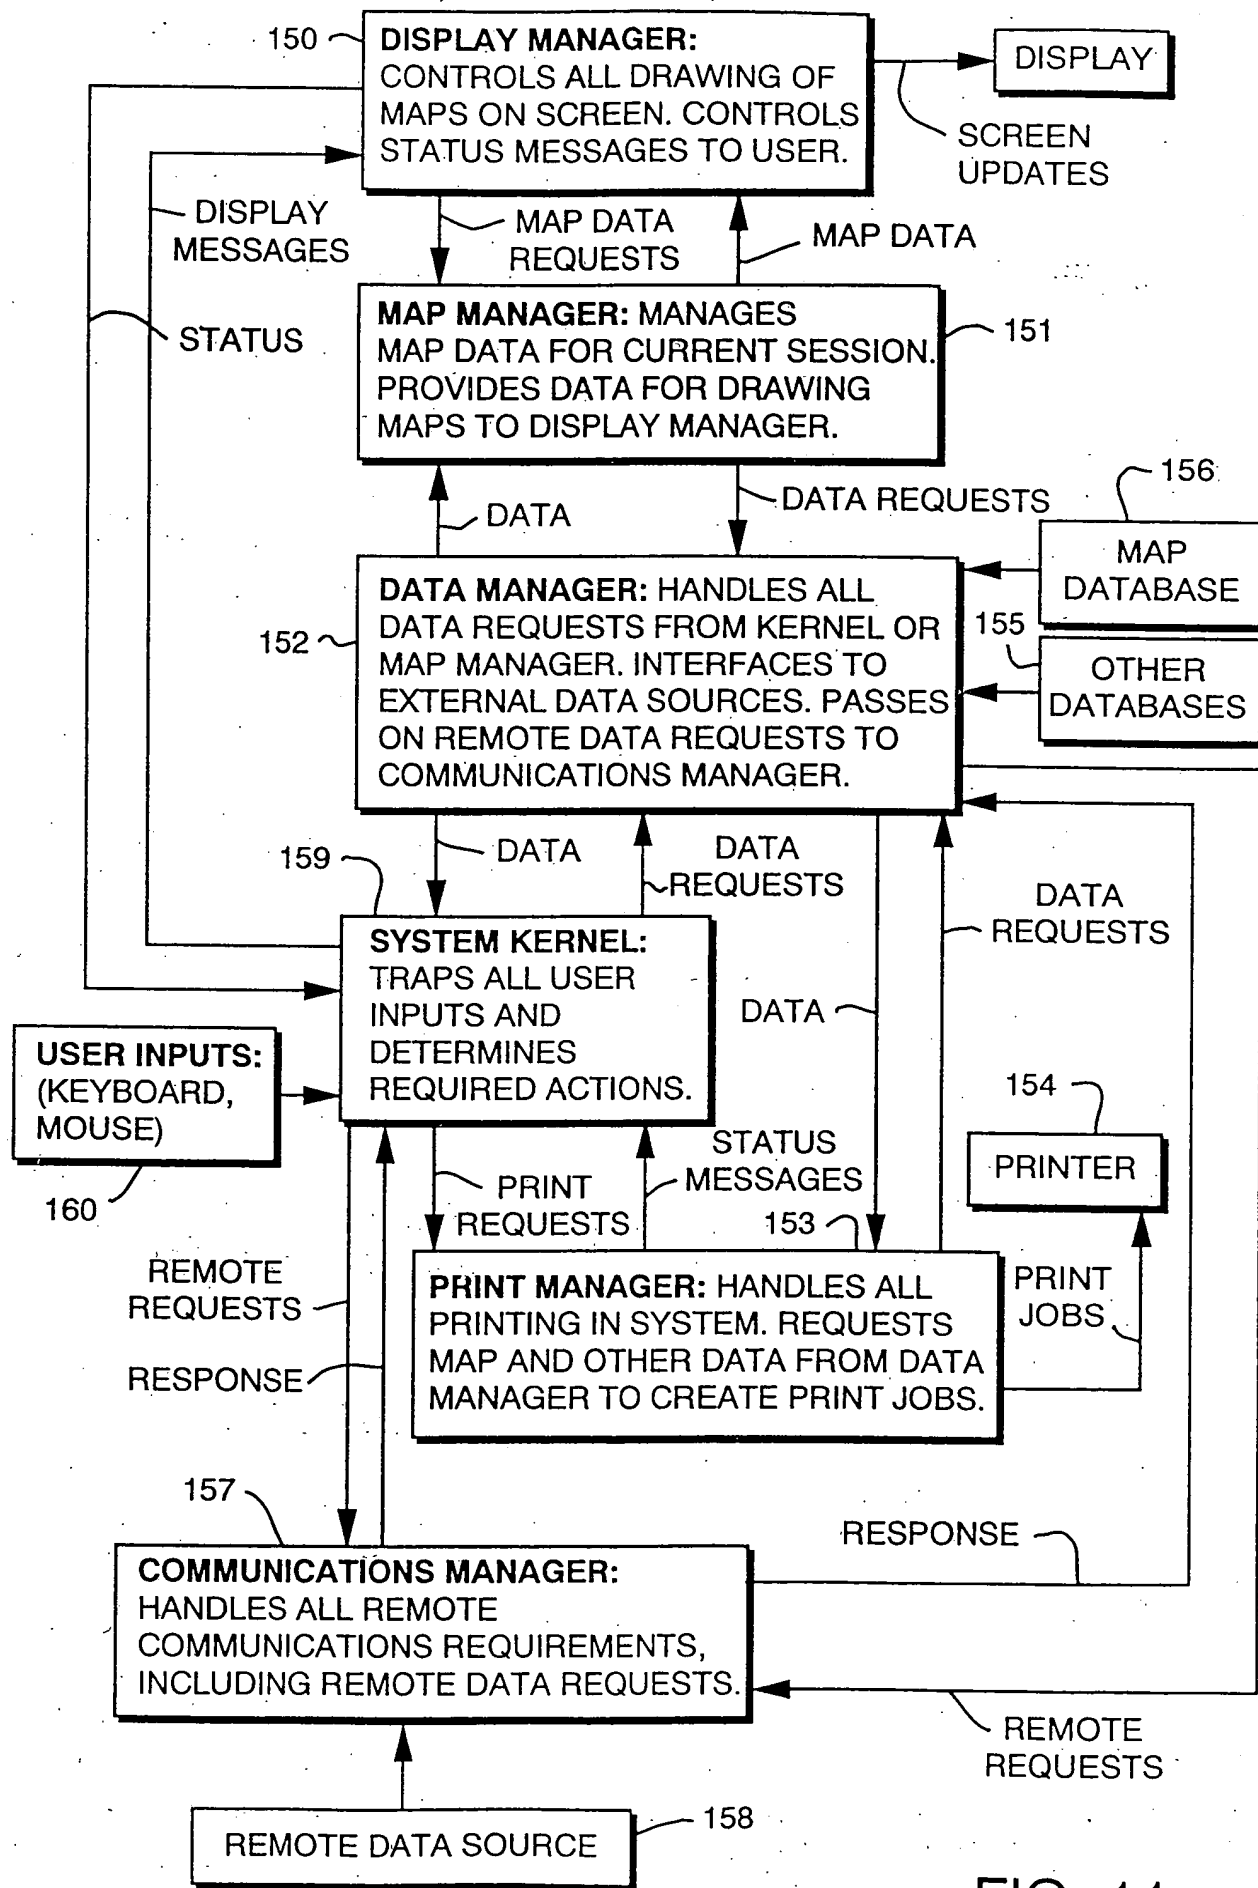 150
DISPLAY MANAGER:
CONTROLS ALL DRAWING OF
MAPS ON SCREEN. CONTROLS
STATUS MESSAGES TO USER.
DISPLAY
SCREEN
UPDATES
DISPLAY
MESSAGES
MAP DATA
REQUESTS
MAP DATA
STATUS
MAP MANAGER: MANAGES
MAP DATA FOR CURRENT SESSION.
PROVIDES DATA FOR DRAWING
MAPS TO DISPLAY MANAGER.
151
DATA
DATA REQUESTS
156
MAP
DATABASE
152
DATA MANAGER: HANDLES ALL
DATA REQUESTS FROM KERNEL OR
MAP MANAGER. INTERFACES TO
EXTERNAL DATA SOURCES. PASSES
ON REMOTE DATA REQUESTS TO
COMMUNICATIONS MANAGER.
155
OTHER
DATABASES
159
DATA
DATA
REQUESTS
DATA
REQUESTS
SYSTEM KERNEL:
TRAPS ALL USER
INPUTS AND
DETERMINES
REQUIRED ACTIONS.
DATA
USER INPUTS:
(KEYBOARD,
MOUSE)
160
154
PRINTER
PRINT
REQUESTS
STATUS
MESSAGES
153
REMOTE
REQUESTS
RESPONSE
PRINT MANAGER: HANDLES ALL
PRINTING IN SYSTEM. REQUESTS
MAP AND OTHER DATA FROM DATA
MANAGER TO CREATE PRINT JOBS.
PRINT
JOBS
157
RESPONSE
COMMUNICATIONS MANAGER:
HANDLES ALL REMOTE
COMMUNICATIONS REQUIREMENTS,
INCLUDING REMOTE DATA REQUESTS.
REMOTE
REQUESTS
REMOTE DATA SOURCE
158